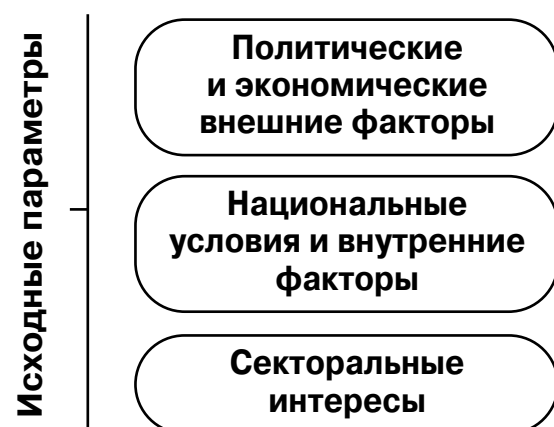 Исходные параметры
Политические
и экономические
внешние факторы
Национальные
условия и внутренние
факторы
Секторальные
интересы